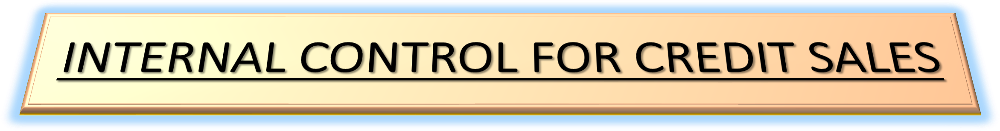 INTERNAL CONTROL FOR CREDIT SALES